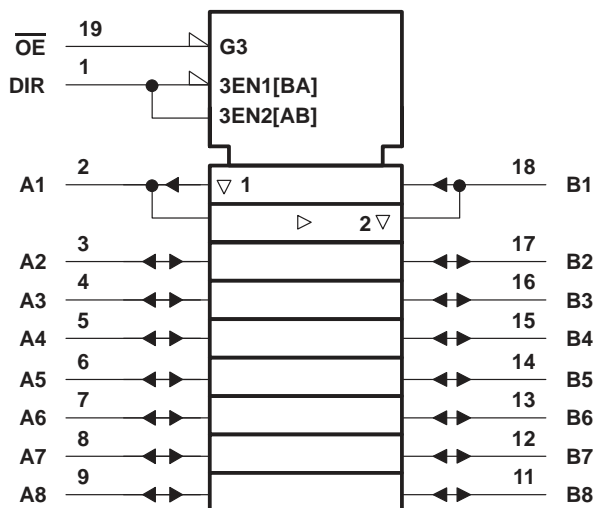 O̅E̅ 19 G3
DIR 1 3EN1[BA]
3EN2[AB]
A1 2 ▽ 1 18 B1
▷ 2 ▽
A2 3 17 B2
A3 4 16 B3
A4 5 15 B4
A5 6 14 B5
A6 7 13 B6
A7 8 12 B7
A8 9 11 B8